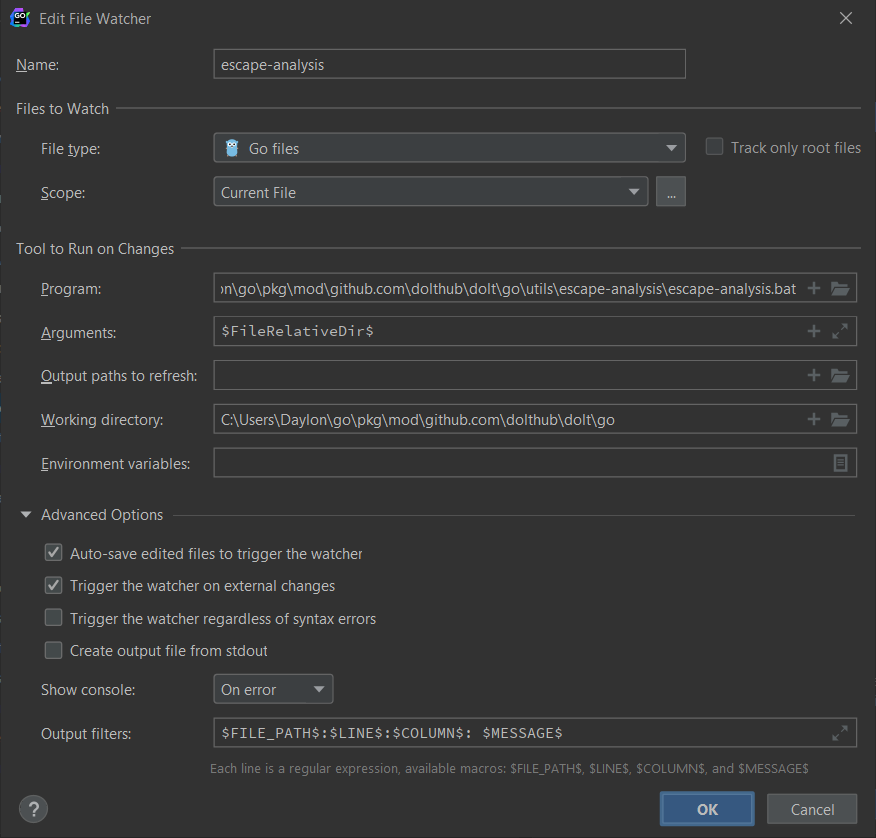 GO Edit File Watcher
Name: escape-analysis
Files to Watch
File type: Go files Track only root files
Scope: Current File ...
Tool to Run on Changes
Program: on\go\pkg\mod\github.com\dolthub\dolt\go\utils\escape-analysis\escape-analysis.bat
Arguments: $FileRelativeDir$
Output paths to refresh:
Working directory: C:\Users\Daylon\go\pkg\mod\github.com\dolthub\dolt\go
Environment variables:
Advanced Options
Auto-save edited files to trigger the watcher
Trigger the watcher on external changes
Trigger the watcher regardless of syntax errors
Create output file from stdout
Show console: On error
Output filters: $FILE_PATH$:$LINE$:$COLUMN$: $MESSAGE$
Each line is a regular expression, available macros: $FILE_PATH$, $LINE$, $COLUMN$, and $MESSAGE$
? OK Cancel